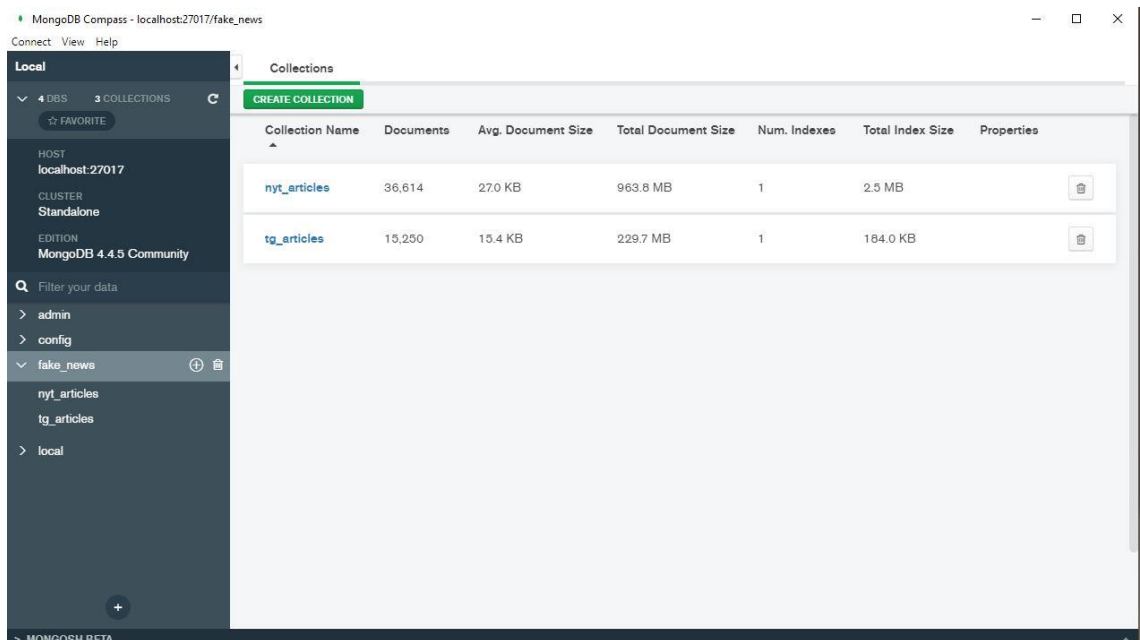 MongoDB Compass - localhost:27017/fake_news
Connect View Help
Local
4 DBS 3 COLLECTIONS
FAVORITE
HOST
localhost:27017
CLUSTER
Standalone
EDITION
MongoDB 4.4.5 Community
Filter your data
admin
config
fake_news
nyt_articles
tg_articles
local
> MONGOSH BETA
Collections
CREATE COLLECTION
Collection Name Documents Avg. Document Size Total Document Size Num. Indexes Total Index Size Properties
nyt_articles 36,614 27.0 KB 963.8 MB 1 2.5 MB
tg_articles 15,250 15.4 KB 229.7 MB 1 184.0 KB